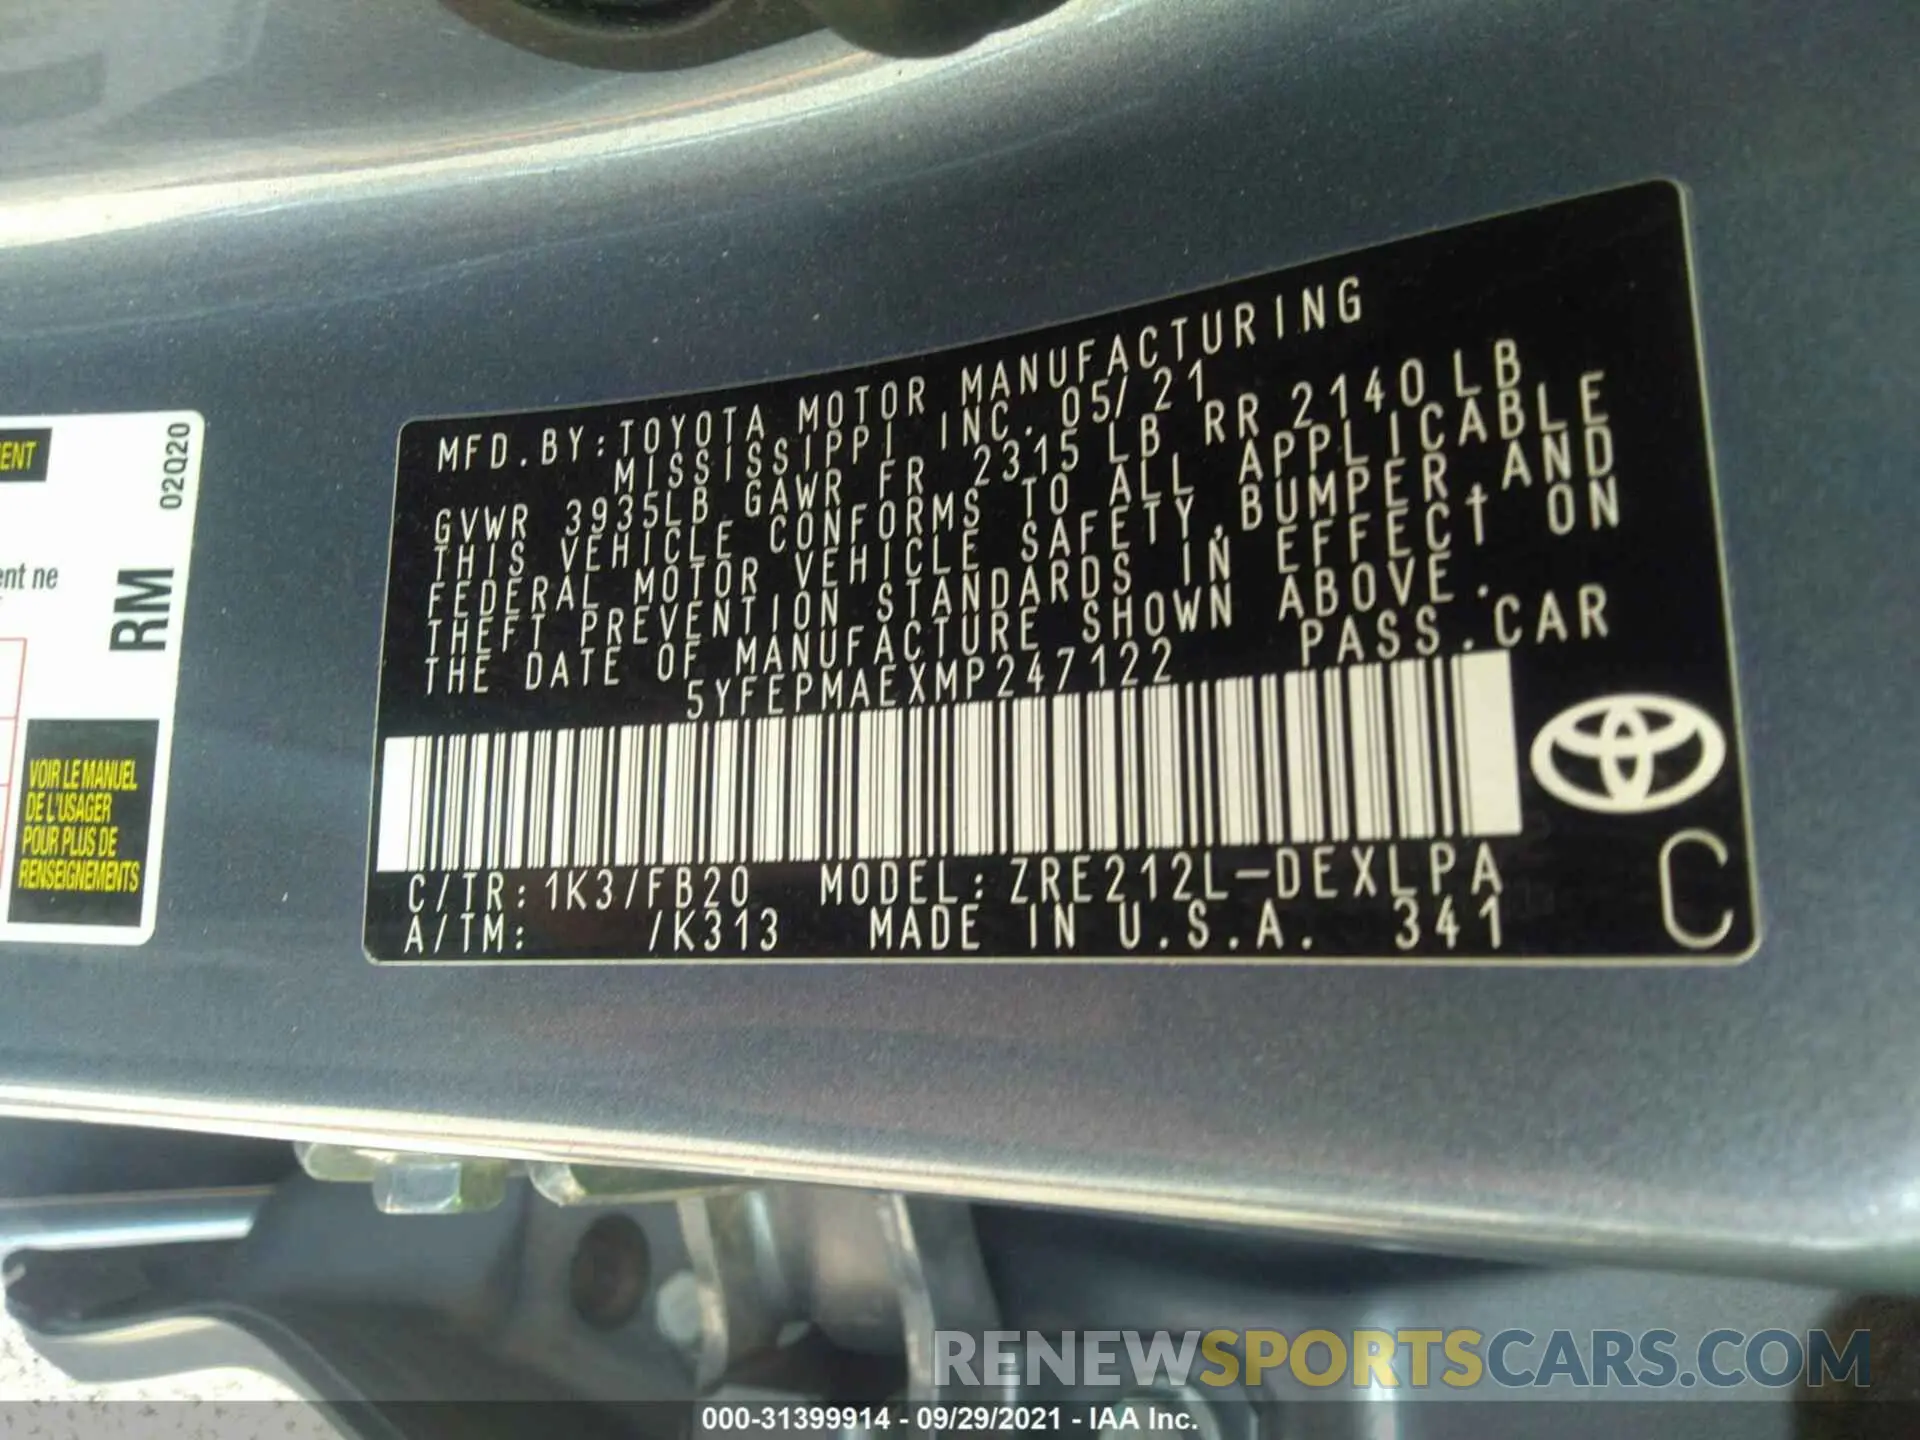 MFD.BY:TOYOTA MOTOR MANUFACTURING
MISSISSIPPI INC. 05/21
GVWR 3935LB GAWR FR 2315 LB RR 2140 LB
THIS VEHICLE CONFORMS TO ALL APPLICABLE
FEDERAL MOTOR VEHICLE SAFETY, BUMPER, AND
THEFT PREVENTION STANDARDS IN EFFECT ON
THE DATE OF MANUFACTURE SHOWN ABOVE.
5YFEPMAEXMP247122 PASS.CAR
C/TR:1K3/FB20 MODEL:ZRE212L-DEXLPA
A/TM: /K313 MADE IN U.S.A. 341
C
02Q20
RM
ENT
ent ne
VOIR LE MANUEL
DE L'USAGER
POUR PLUS DE
RENSEIGNEMENTS
RENEWSPORTSCARS.COM
000-31399914 - 09/29/2021 - IAA Inc.